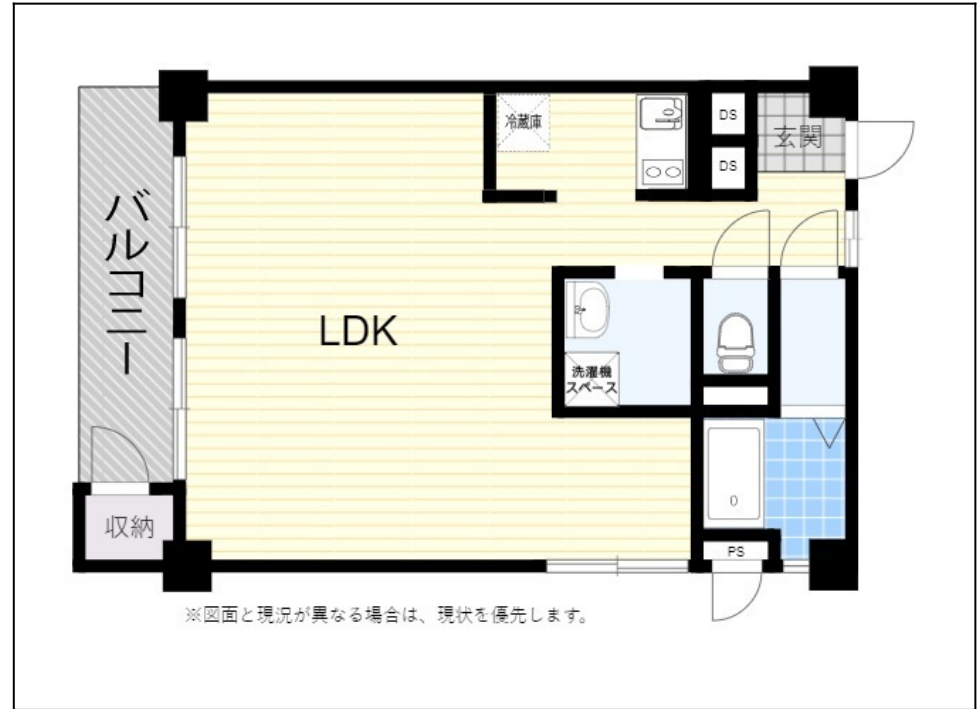 冷蔵庫
DS
DS
玄関
バルコニー
LDK
洗濯機
スペース
収納
PS
※図面と現況が異なる場合は、現状を優先します。